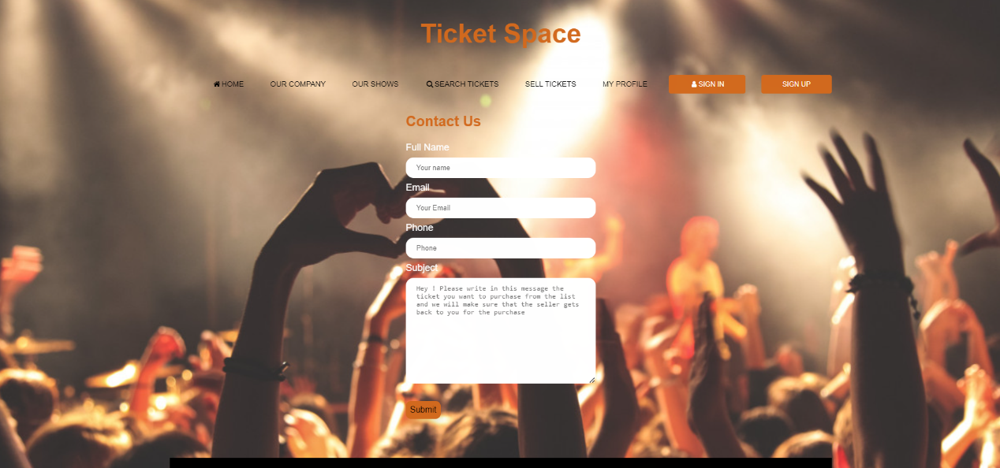 Ticket Space
HOME OUR COMPANY OUR SHOWS SEARCH TICKETS SELL TICKETS MY PROFILE SIGN IN SIGN UP
Contact Us
Full Name
Your name
Email
Your Email
Phone
Phone
Subject
Hey ! Please write in this message the
ticket you want to purchase from the list
and we will make sure that the seller gets
back to you for the purchase
Submit